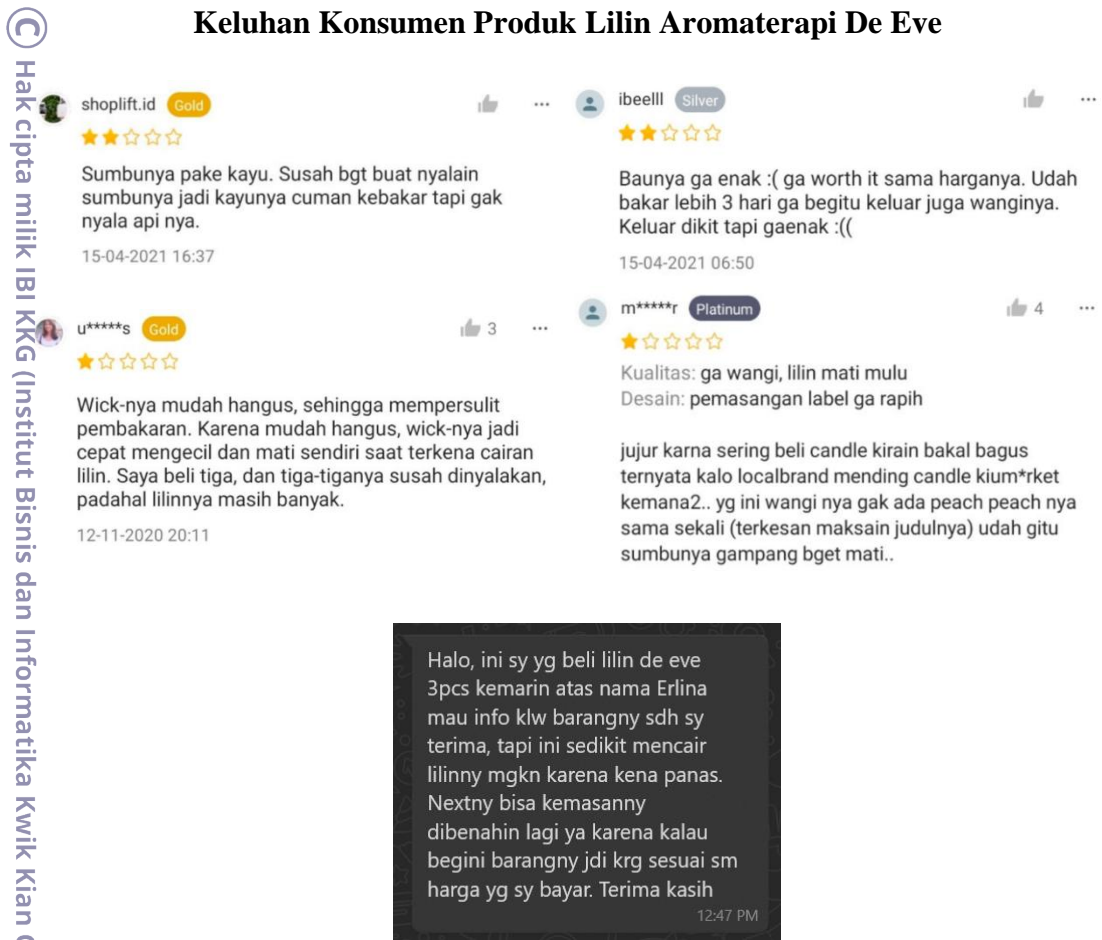 Keluhan Konsumen Produk Lilin Aromaterapi De Eve
© Hak cipta milik IBI KKG (Institut Bisnis dan Informatika Kwik Kian
shoplift.id Gold
Sumbunya pake kayu. Susah bgt buat nyalain
sumbunya jadi kayunya cuman kebakar tapi gak
nyala api nya.
15-04-2021 16:37
ibeelll Silver
Baunya ga enak :( ga worth it sama harganya. Udah
bakar lebih 3 hari ga begitu keluar juga wanginya.
Keluar dikit tapi gaenak :((
15-04-2021 06:50
u*****s Gold
3
Wick-nya mudah hangus, sehingga mempersulit
pembakaran. Karena mudah hangus, wick-nya jadi
cepat mengecil dan mati sendiri saat terkena cairan
lilin. Saya beli tiga, dan tiga-tiganya susah dinyalakan,
padahal lilinnya masih banyak.
12-11-2020 20:11
m*****r Platinum
4
Kualitas: ga wangi, lilin mati mulu
Desain: pemasangan label ga rapih
jujur karna sering beli candle kirain bakal bagus
ternyata kalo localbrand mending candle kium*rket
kemana2.. yg ini wangi nya gak ada peach peach nya
sama sekali (terkesan maksain judulnya) udah gitu
sumbunya gampang bget mati..
Halo, ini sy yg beli lilin de eve
3pcs kemarin atas nama Erlina
mau info klw barangny sdh sy
terima, tapi ini sedikit mencair
lilinny mgkn karena kena panas.
Nextny bisa kemasanny
dibenahin lagi ya karena kalau
begini barangny jdi krg sesuai sm
harga yg sy bayar. Terima kasih
12:47 PM